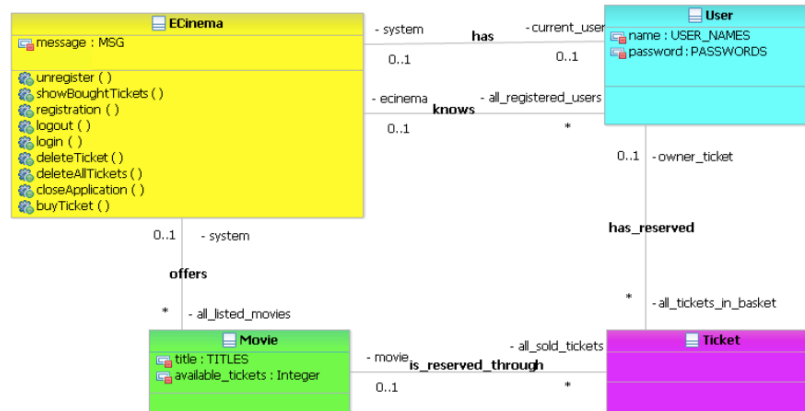 ECinema
message : MSG
unregister ( )
showBoughtTickets ( )
registration ( )
logout ( )
login ( )
deleteTicket ( )
deleteAllTickets ( )
closeApplication ( )
buyTicket ( )
- system
has
- current_user
0..1
0..1
User
name : USER_NAMES
password : PASSWORDS
- ecinema
knows
- all_registered_users
0..1
*
0..1
- owner_ticket
has_reserved
*
- all_tickets_in_basket
0..1
- system
offers
*
- all_listed_movies
Movie
title : TITLES
available_tickets : Integer
- movie
is_reserved_through
- all_sold_tickets
0..1
*
Ticket